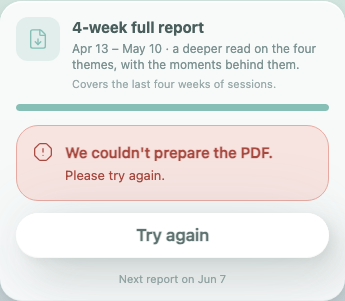 4-week full report
Apr 13 – May 10 · a deeper read on the four
themes, with the moments behind them.
Covers the last four weeks of sessions.
We couldn't prepare the PDF.
Please try again.
Try again
Next report on Jun 7